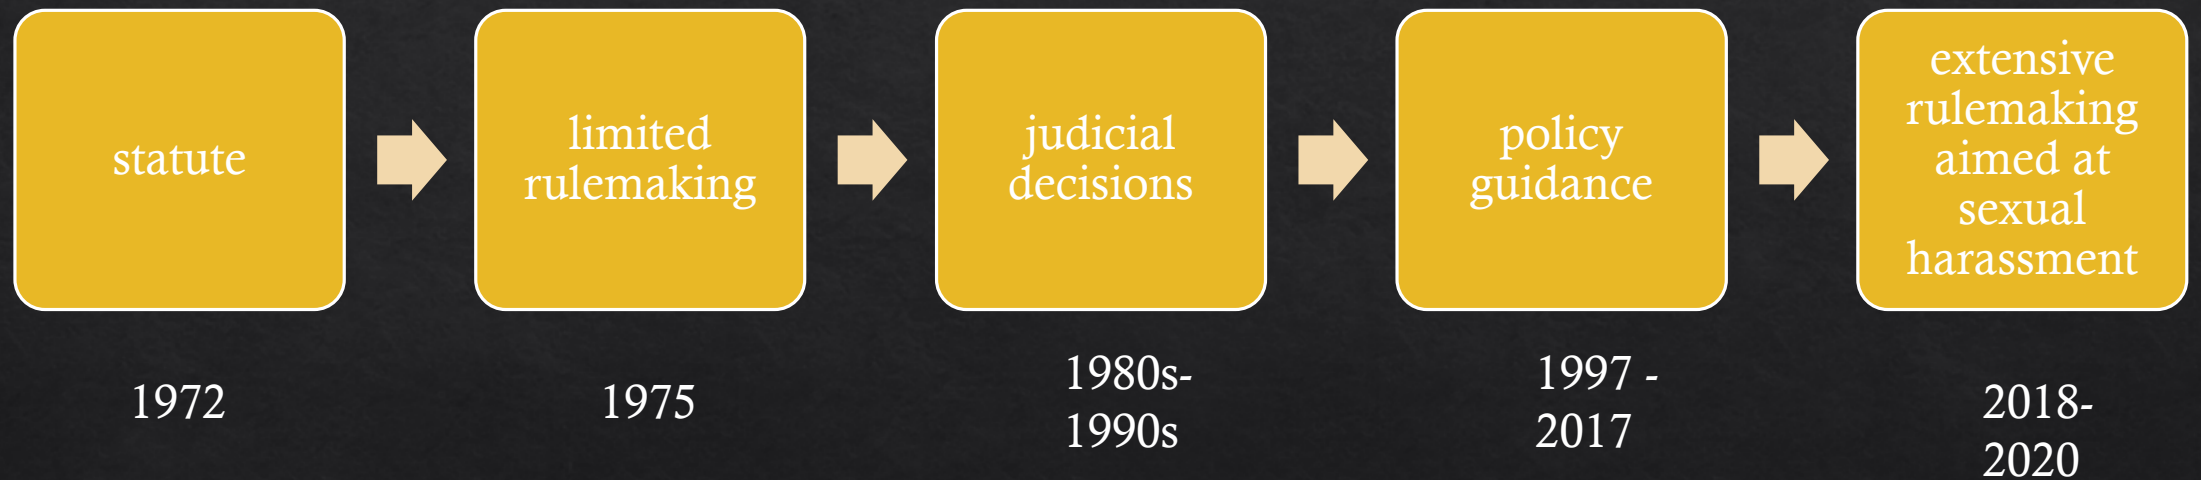 statute
limited
rulemaking
judicial
decisions
policy
guidance
extensive
rulemaking
aimed at
sexual
harassment
1972
1975
1980s-
1990s
1997 -
2017
2018-
2020